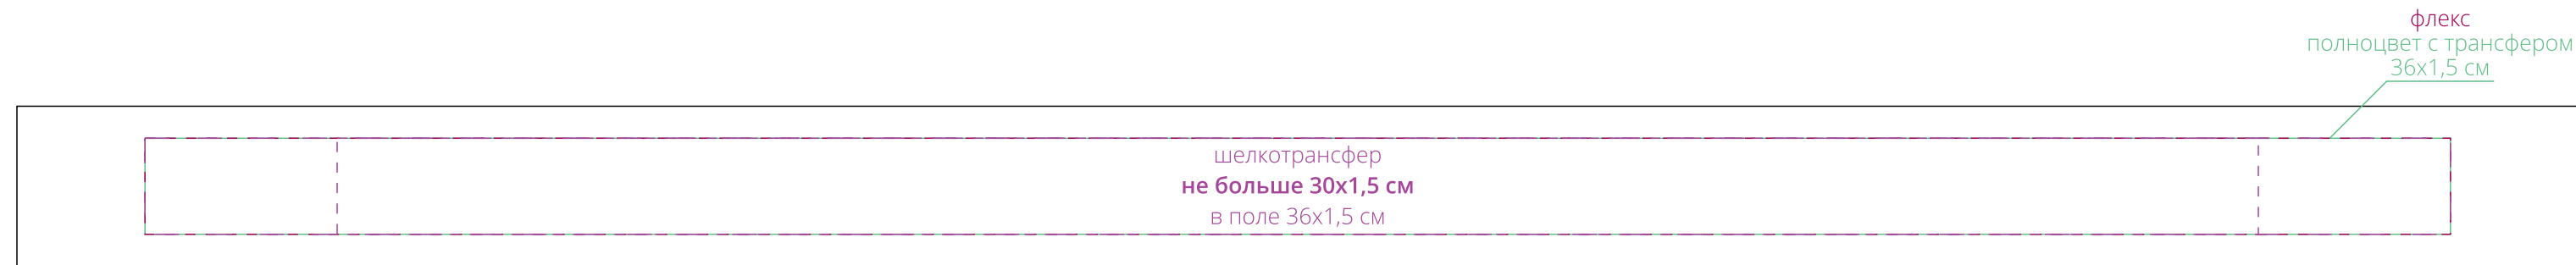 флекс
полноцвет с трансфером
36х1,5 см
шелкотрансфер
не больше 30х1,5 см
в поле 36х1,5 см